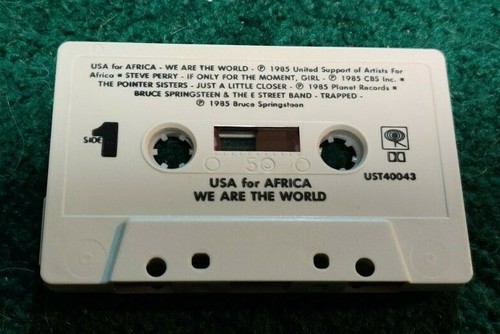 USA for AFRICA - WE ARE THE WORLD - ℗ 1985 United Support of Artists For
Africa ■ STEVE PERRY - IF ONLY FOR THE MOMENT, GIRL - ℗ 1985 CBS Inc. ■
THE POINTER SISTERS - JUST A LITTLE CLOSER - ℗ 1985 Planet Records ■
BRUCE SPRINGSTEEN & THE E STREET BAND - TRAPPED -
℗ 1985 Bruce Springsteen
SIDE 1
50
UST40043
USA for AFRICA
WE ARE THE WORLD